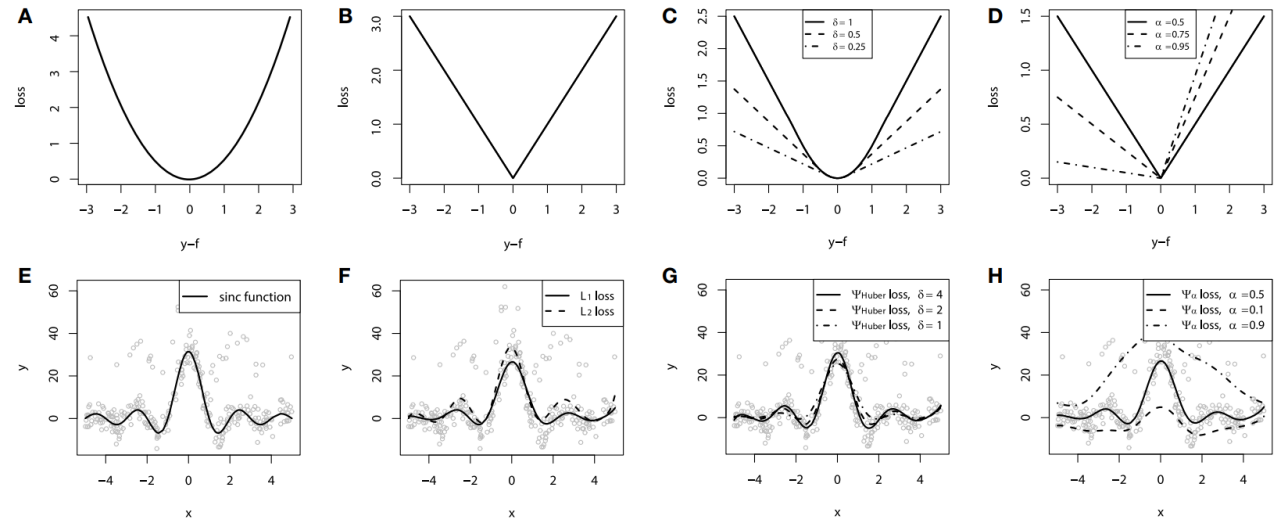 A
loss
4
3
2
1
0
−3 −2 −1 0 1 2 3
y−f
B
loss
3.0
2.0
1.0
0.0
−3 −2 −1 0 1 2 3
y−f
C
loss
2.5
2.0
1.5
1.0
0.5
0.0
δ = 1
δ = 0.5
δ = 0.25
−3 −2 −1 0 1 2 3
y−f
D
loss
1.5
1.0
0.5
0.0
α =0.5
α =0.75
α =0.95
−3 −2 −1 0 1 2 3
y−f
E
y
60
40
20
0
sinc function
−4 −2 0 2 4
x
F
y
60
40
20
0
L1 loss
L2 loss
−4 −2 0 2 4
x
G
y
60
40
20
0
ΨHuber loss, δ = 4
ΨHuber loss, δ = 2
ΨHuber loss, δ = 1
−4 −2 0 2 4
x
H
y
60
40
20
0
Ψα loss, α =0.5
Ψα loss, α =0.1
Ψα loss, α =0.9
−4 −2 0 2 4
x